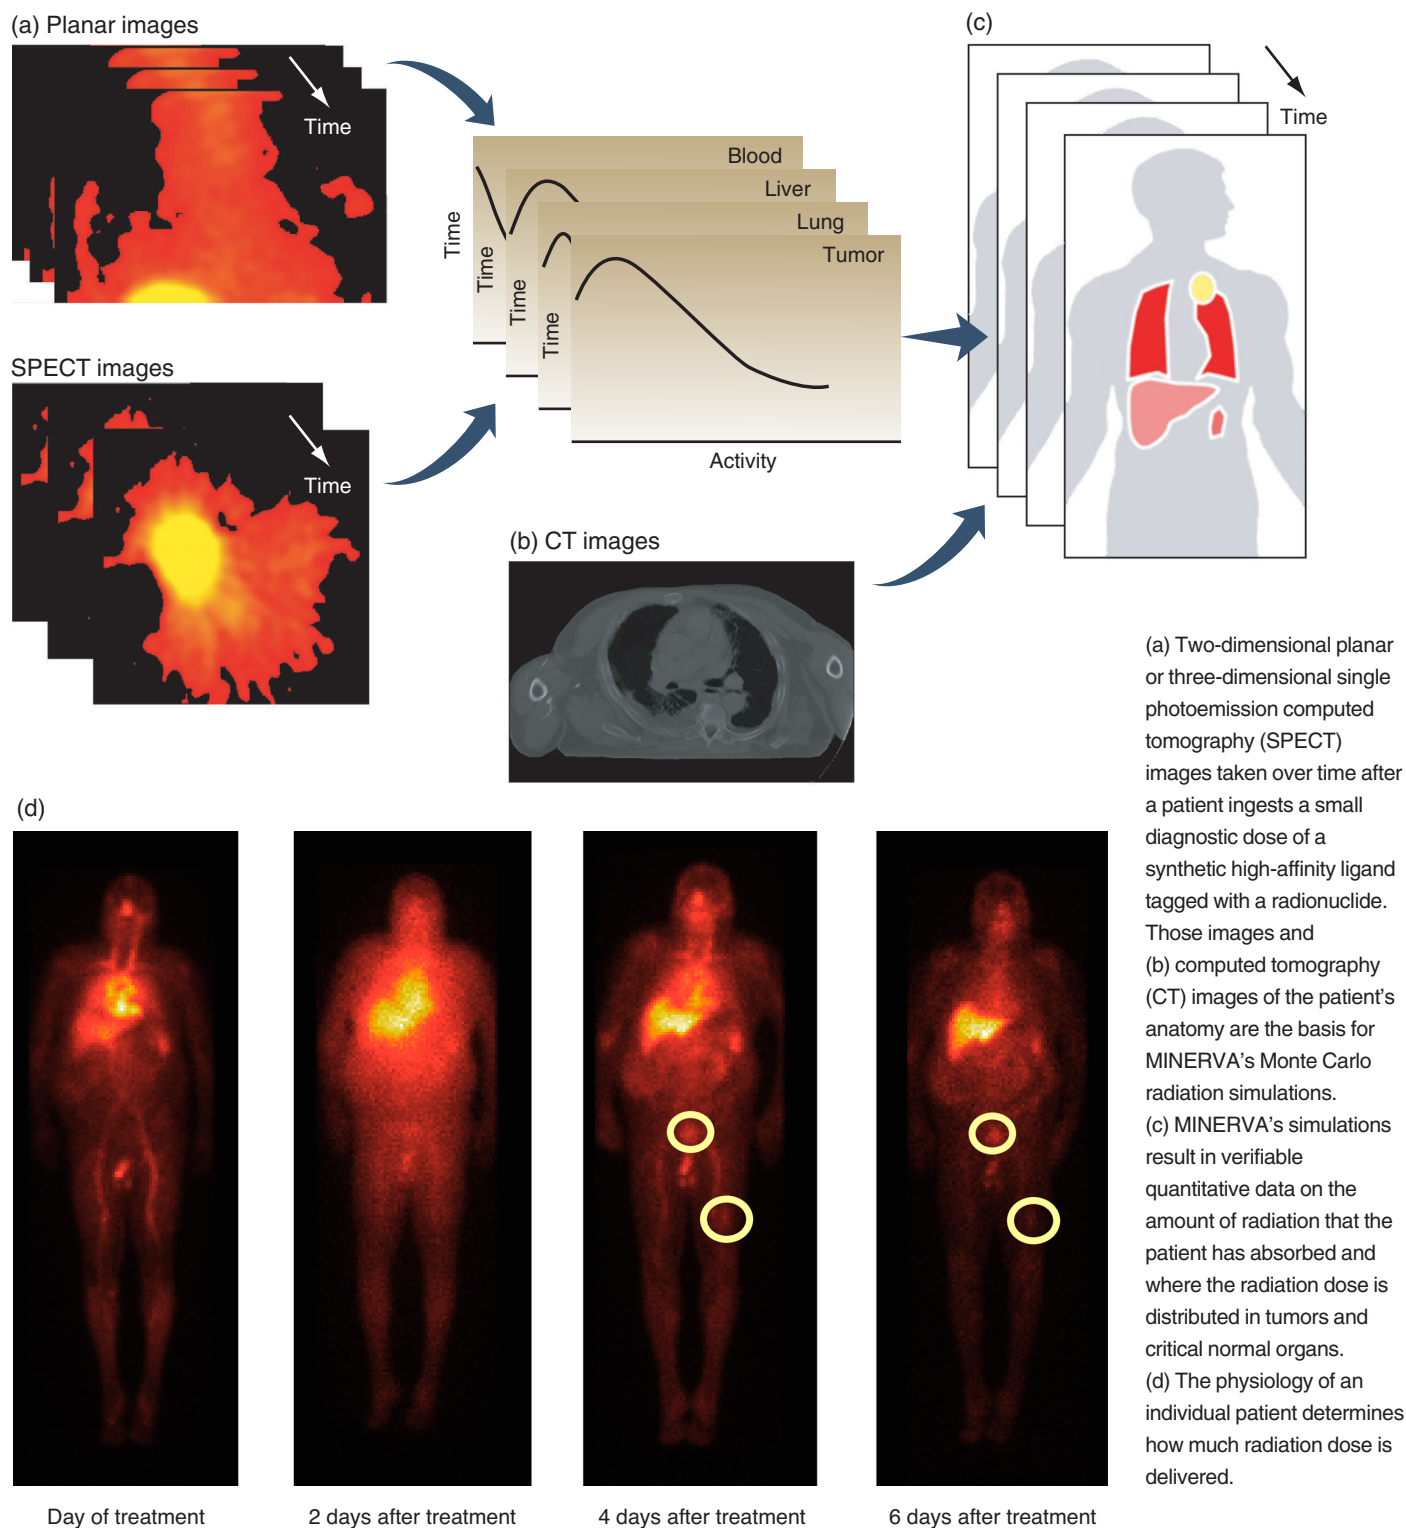 (a) Planar images
Time
SPECT images
Time
Blood
Liver
Lung
Tumor
Time
Time
Time
Time
Activity
(b) CT images
(c)
Time
(a) Two-dimensional planar
or three-dimensional single
photoemission computed
tomography (SPECT)
images taken over time after
a patient ingests a small
diagnostic dose of a
synthetic high-affinity ligand
tagged with a radionuclide.
Those images and
(b) computed tomography
(CT) images of the patient’s
anatomy are the basis for
MINERVA’s Monte Carlo
radiation simulations.
(c) MINERVA’s simulations
result in verifiable
quantitative data on the
amount of radiation that the
patient has absorbed and
where the radiation dose is
distributed in tumors and
critical normal organs.
(d) The physiology of an
individual patient determines
how much radiation dose is
delivered.
(d)
Day of treatment
2 days after treatment
4 days after treatment
6 days after treatment